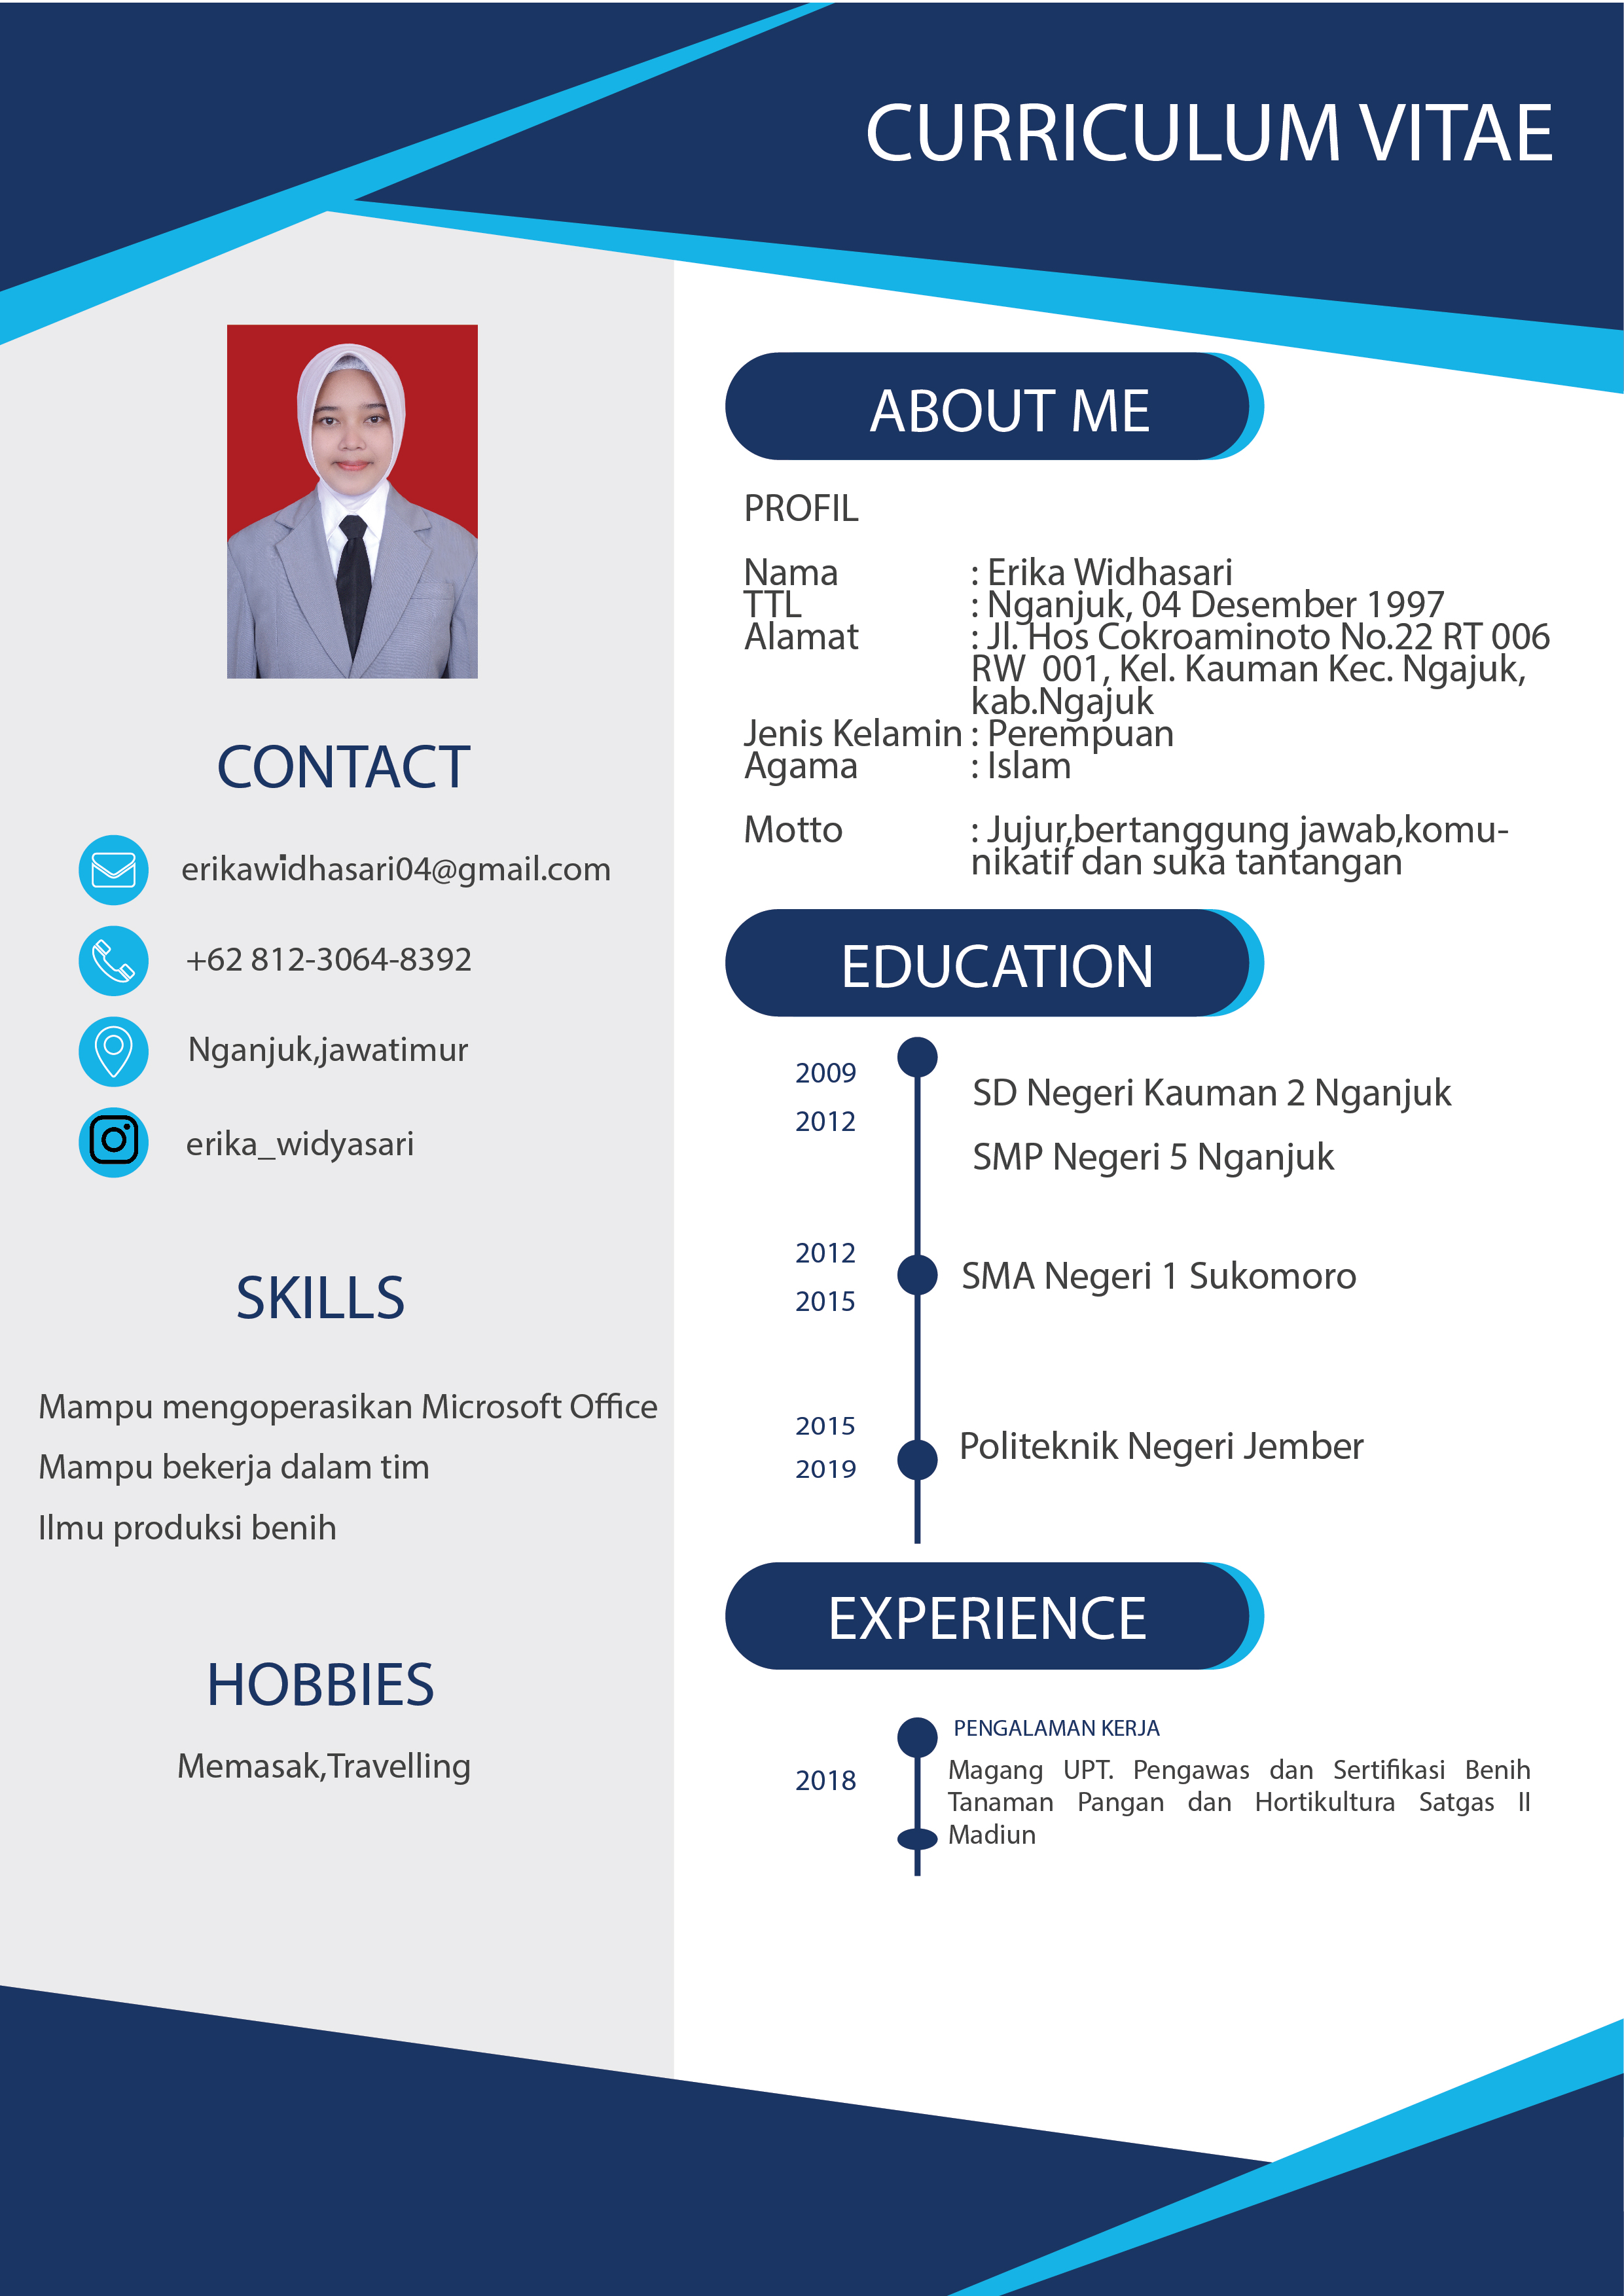 CURRICULUM VITAE
CONTACT
erikawidhasari04@gmail.com
+62 812-3064-8392
Nganjuk,jawatimur
erika_widyasari
SKILLS
Mampu mengoperasikan Microsoft Office
Mampu bekerja dalam tim
Ilmu produksi benih
HOBBIES
Memasak,Travelling
ABOUT ME
PROFIL
Nama : Erika Widhasari
TTL : Nganjuk, 04 Desember 1997
Alamat : Jl. Hos Cokroaminoto No.22 RT 006
RW 001, Kel. Kauman Kec. Ngajuk,
kab.Ngajuk
Jenis Kelamin : Perempuan
Agama : Islam
Motto : Jujur,bertanggung jawab,komu-
nikatif dan suka tantangan
EDUCATION
2009
SD Negeri Kauman 2 Nganjuk
2012
SMP Negeri 5 Nganjuk
2012
SMA Negeri 1 Sukomoro
2015
2015
Politeknik Negeri Jember
2019
EXPERIENCE
PENGALAMAN KERJA
2018
Magang UPT. Pengawas dan Sertifikasi Benih
Tanaman Pangan dan Hortikultura Satgas II
Madiun